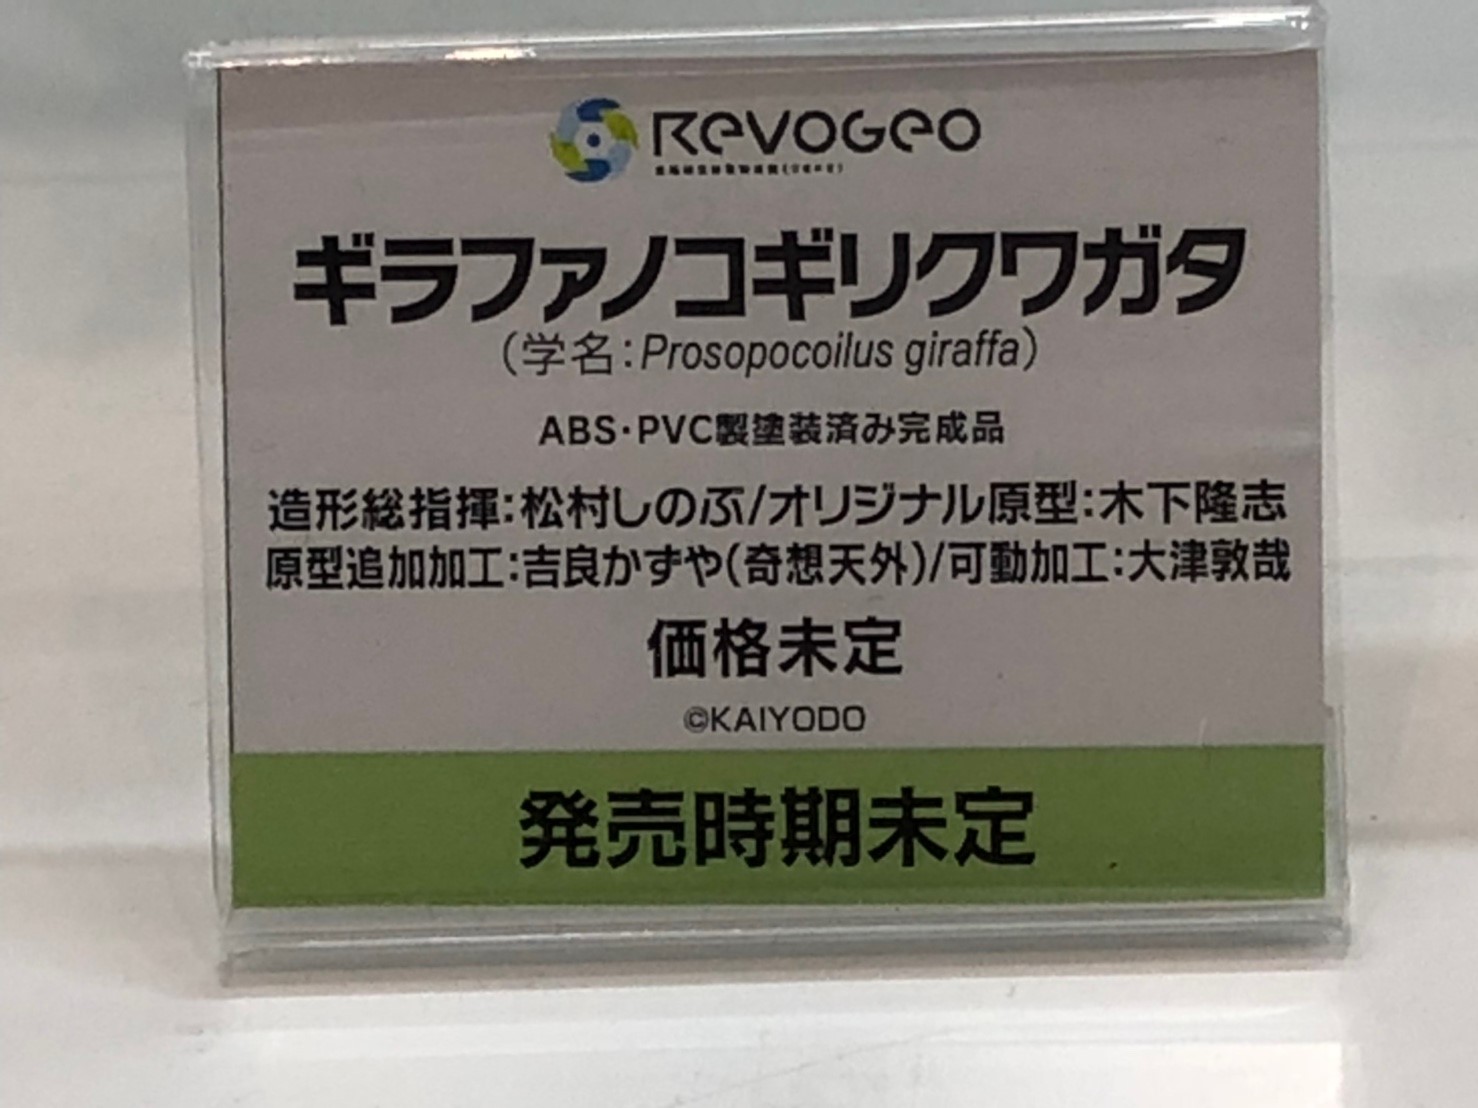 REVOGEO
ギラファノコギリクワガタ
(学名:Prosopocoilus giraffa)
ABS・PVC製塗装済み完成品
造形総指揮:松村しのぶ/オリジナル原型:木下隆志
原型追加加工:吉良かずや(奇想天外)/可動加工:大津敦哉
価格未定
©KAIYODO
発売時期未定